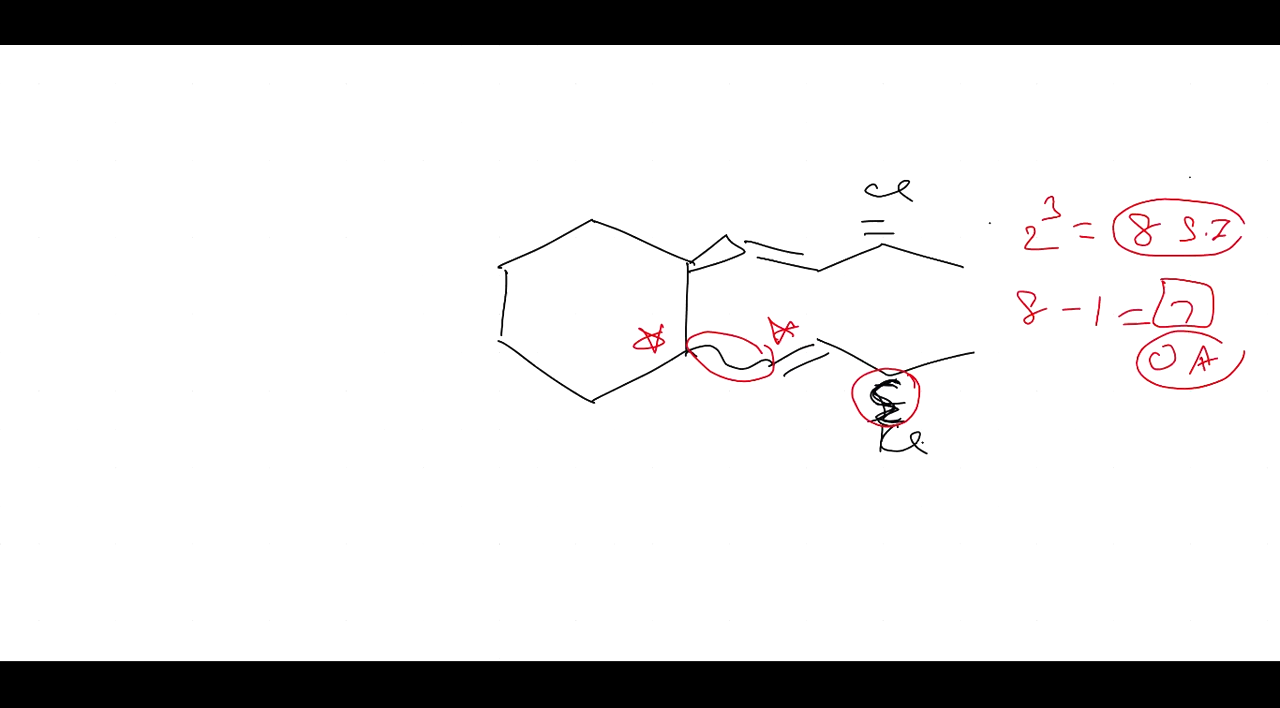 Cl
2³ = 8 S.I
8 - 1 = 7
O A
Cl